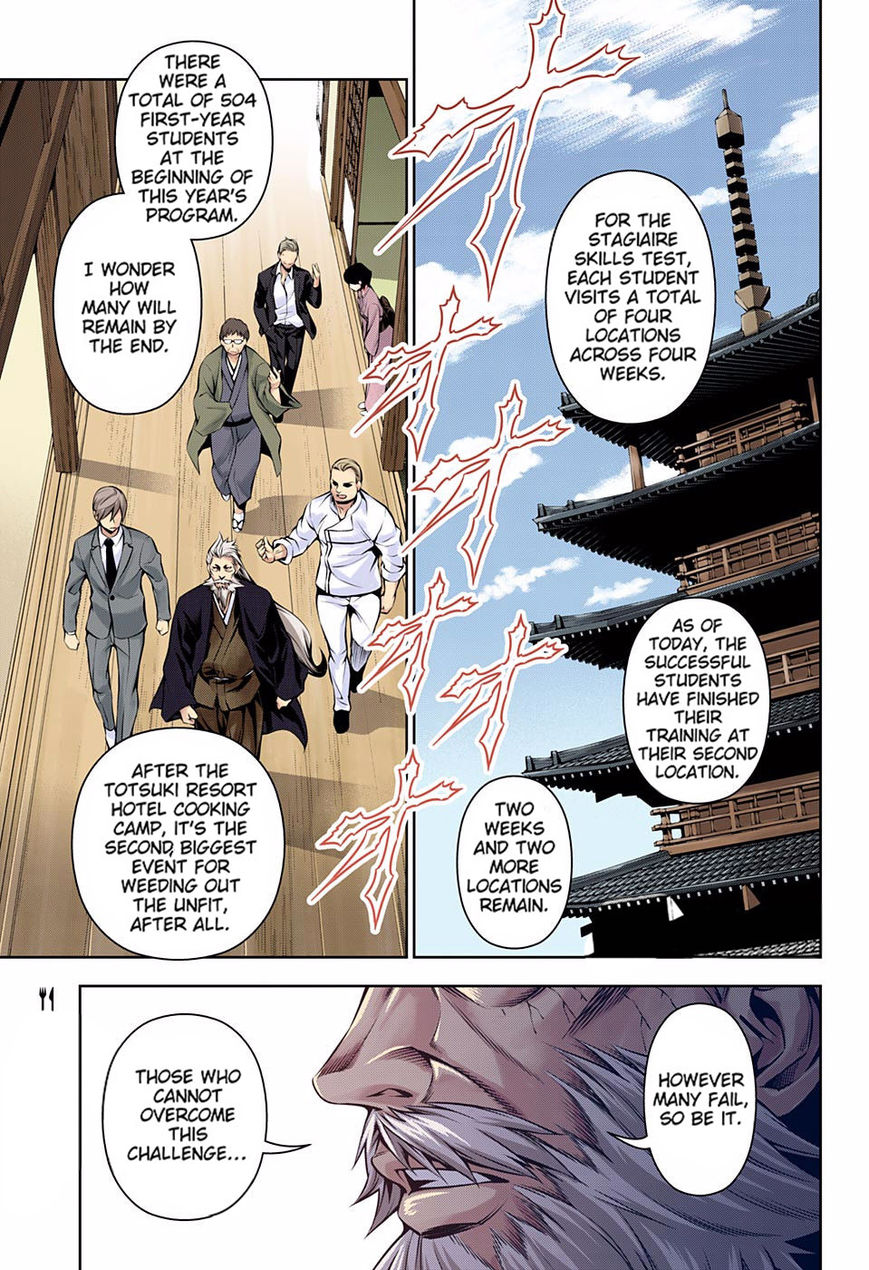 FOR THE
STAGIAIRE
SKILLS TEST,
EACH STUDENT
VISITS A TOTAL
OF FOUR
LOCATIONS
ACROSS FOUR
WEEKS.
AS OF
TODAY, THE
SUCCESSFUL
STUDENTS
HAVE FINISHED
THEIR
TRAINING AT
THEIR SECOND
LOCATION.
TWO
WEEKS
AND TWO
MORE
LOCATIONS
REMAIN.
オオオオオオ
THERE
WERE A
TOTAL OF 504
FIRST-YEAR
STUDENTS
AT THE
BEGINNING OF
THIS YEAR'S
PROGRAM.
I WONDER
HOW
MANY WILL
REMAIN BY
THE END.
AFTER THE
TOTSUKI RESORT
HOTEL COOKING
CAMP, IT'S THE
SECOND, BIGGEST
EVENT FOR
WEEDING OUT
THE UNFIT,
AFTER ALL.
HOWEVER
MANY FAIL,
SO BE IT.
THOSE WHO
CANNOT
OVERCOME
THIS
CHALLENGE...